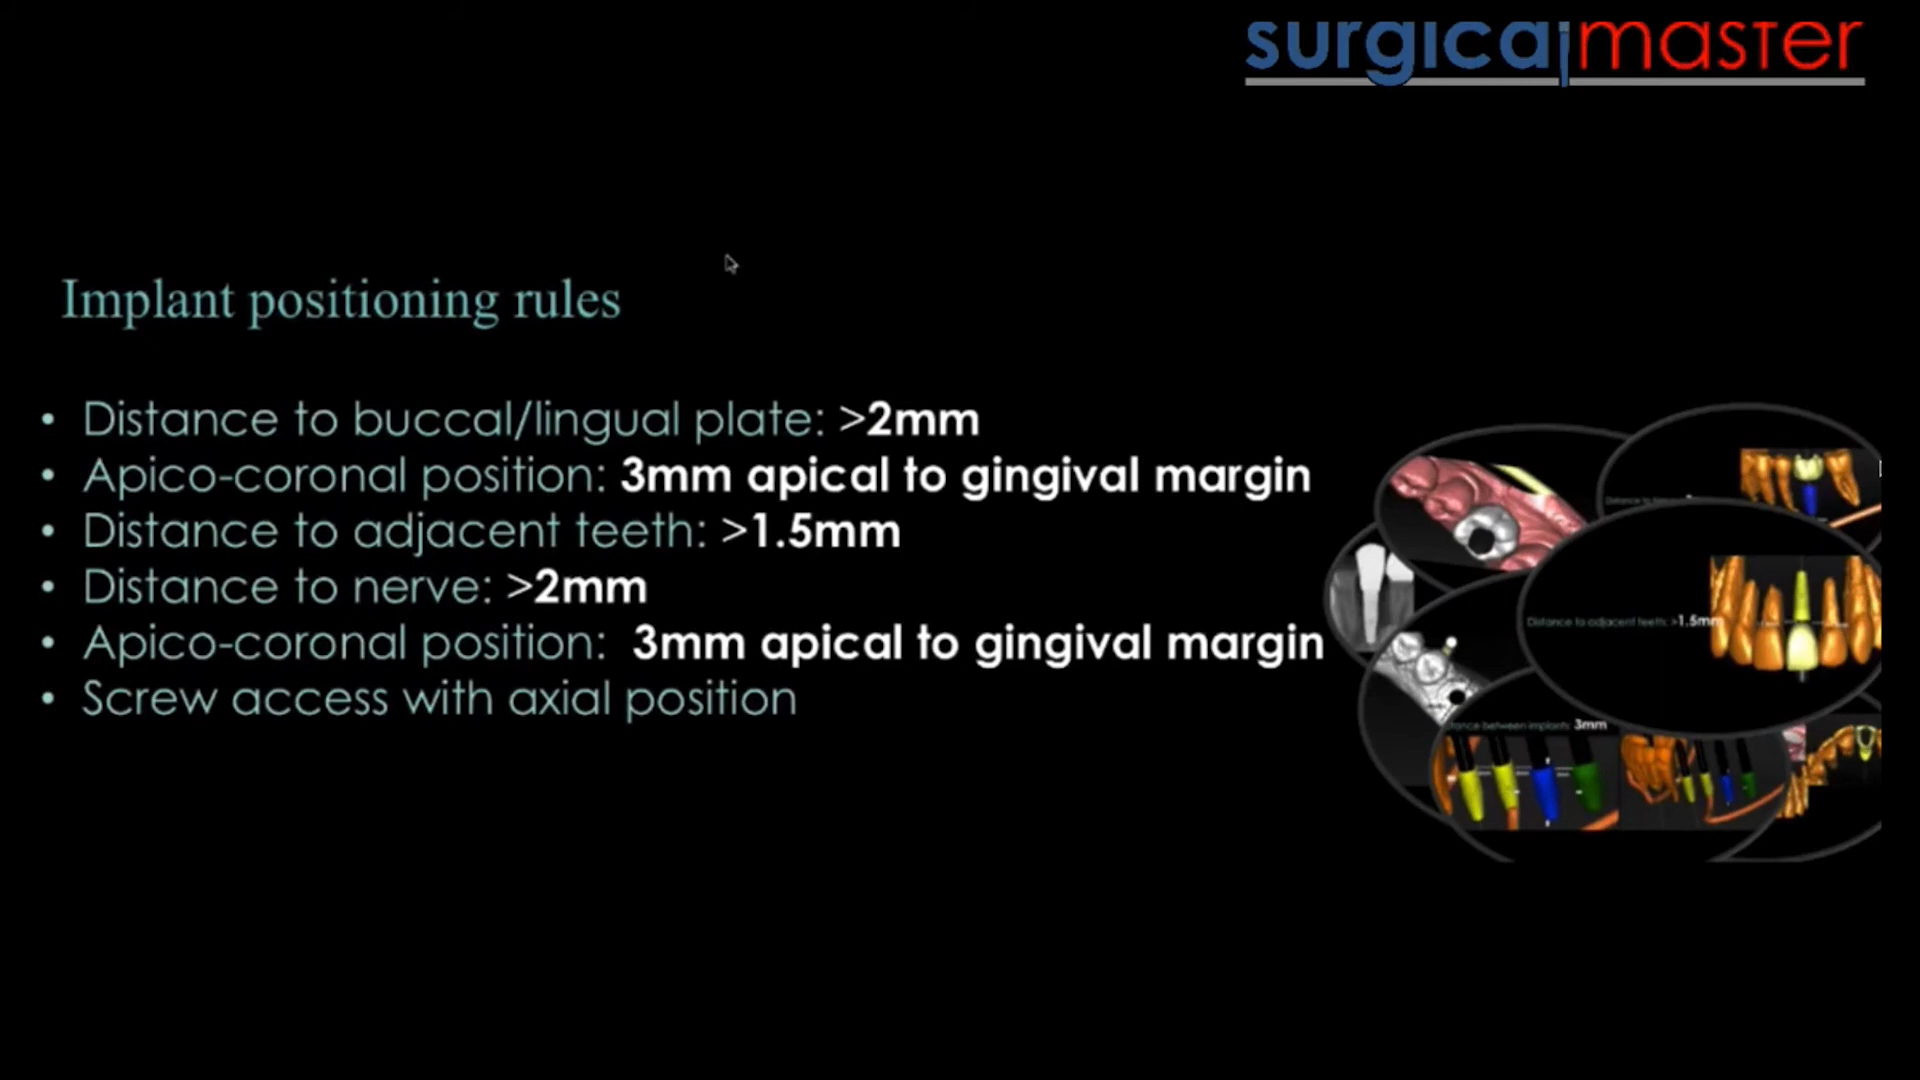 surgicalmaster
Implant positioning rules
• Distance to buccal/lingual plate: >2mm
• Apico-coronal position: 3mm apical to gingival margin
• Distance to adjacent teeth: >1.5mm
• Distance to nerve: >2mm
• Apico-coronal position: 3mm apical to gingival margin
• Screw access with axial position
Distance to adjacent teeth: >1.5mm
between implants: 3mm